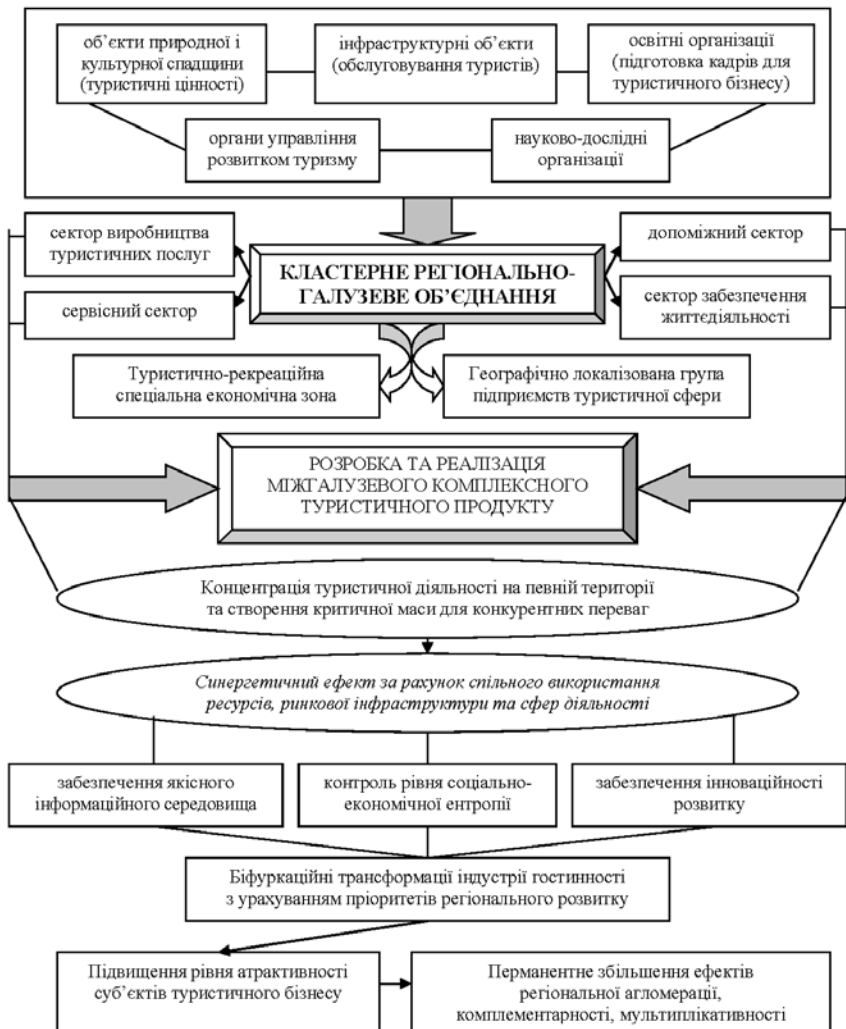 об’єкти природної і
культурної спадщини
(туристичні цінності)
інфраструктурні об’єкти
(обслуговування туристів)
освітні організації
(підготовка кадрів для
туристичного бізнесу)
органи управління
розвитком туризму
науково-дослідні
організації
сектор виробництва
туристичних послуг
допоміжний сектор
КЛАСТЕРНЕ РЕГІОНАЛЬНО-
ГАЛУЗЕВЕ ОБ’ЄДНАННЯ
сервісний сектор
сектор забезпечення
життєдіяльності
Туристично-рекреаційна
спеціальна економічна зона
Географічно локалізована група
підприємств туристичної сфери
РОЗРОБКА ТА РЕАЛІЗАЦІЯ
МІЖГАЛУЗЕВОГО КОМПЛЕКСНОГО
ТУРИСТИЧНОГО ПРОДУКТУ
Концентрація туристичної діяльності на певній території
та створення критичної маси для конкурентних переваг
Синергетичний ефект за рахунок спільного використання
ресурсів, ринкової інфраструктури та сфер діяльності
забезпечення якісного
інформаційного середовища
контроль рівня соціально-
економічної ентропії
забезпечення інноваційності
розвитку
Біфуркаційні трансформації індустрії гостинності
з урахуванням пріоритетів регіонального розвитку
Підвищення рівня атрактивності
суб’єктів туристичного бізнесу
Перманентне збільшення ефектів
регіональної агломерації,
комплементарності, мультиплікативності